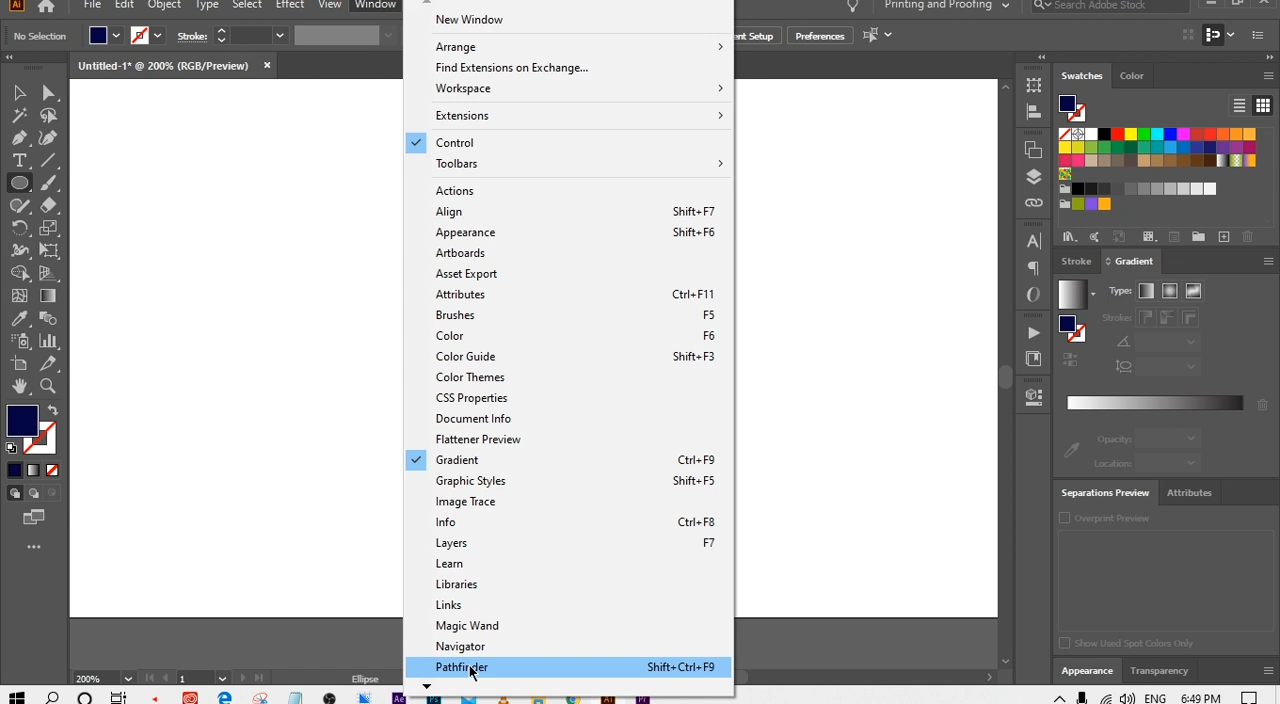 Ai File Edit Object Type Select Effect View Window Printing and Proofing Search Adobe Stock
No Selection Stroke: ent Setup Preferences
Untitled-1* @ 200% (RGB/Preview) ×
New Window
Arrange
Find Extensions on Exchange...
Workspace
Extensions
Control
Toolbars
Actions
Align Shift+F7
Appearance Shift+F6
Artboards
Asset Export
Attributes Ctrl+F11
Brushes F5
Color F6
Color Guide Shift+F3
Color Themes
CSS Properties
Document Info
Flattener Preview
Gradient Ctrl+F9
Graphic Styles Shift+F5
Image Trace
Info Ctrl+F8
Layers F7
Learn
Libraries
Links
Magic Wand
Navigator
Pathfinder Shift+Ctrl+F9
Swatches Color
Stroke Gradient
Type:
Stroke:
Opacity:
Location:
Separations Preview Attributes
Overprint Preview
Show Used Spot Colors Only
Appearance Transparency
200% 1 Ellipse
Ae Ps Ai Pr ENG 6:49 PM